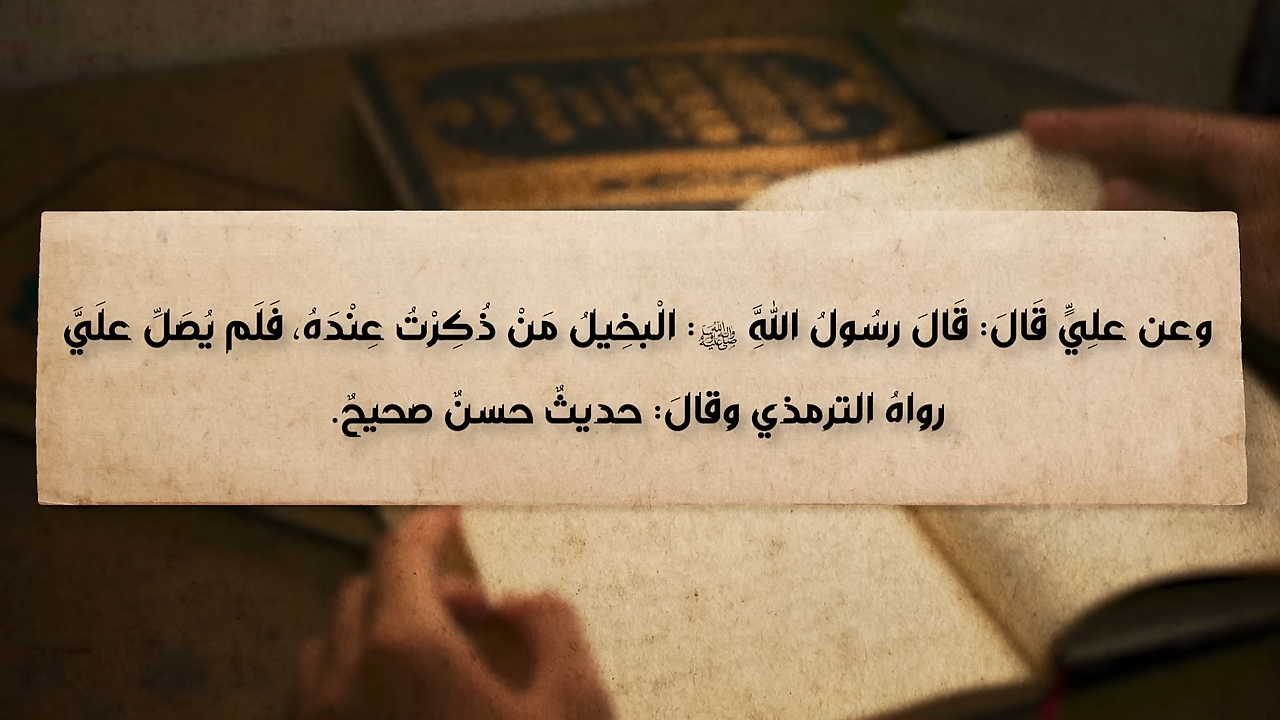 وعن عليٍّ قَالَ: قَالَ رسُولُ اللهَِّ ﷺ : الْبخِيلُ مَنْ ذُكِرْتُ عِنْدَهُ، فَلَم يُصَلِّ علَيَّ
رواهُ الترمذي وقالَ: حديثٌ حسنٌ صحيحٌ.